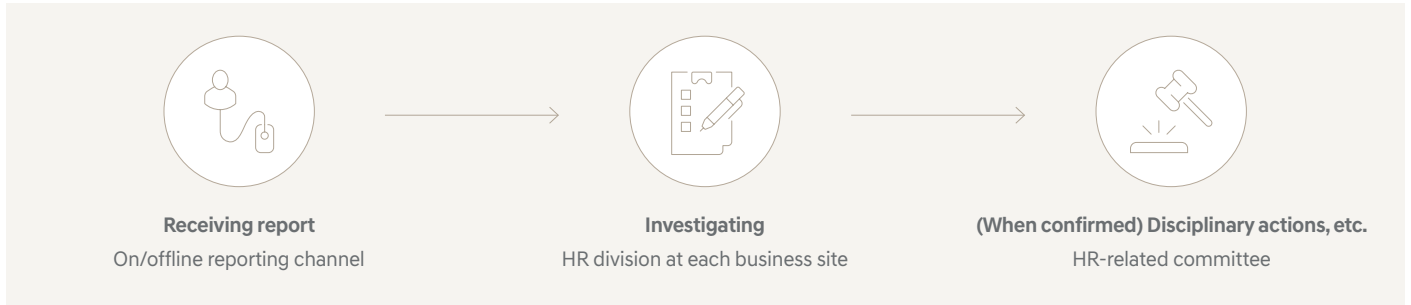 Receiving report
On/offline reporting channel
Investigating
HR division at each business site
(When confirmed) Disciplinary actions, etc.
HR-related committee